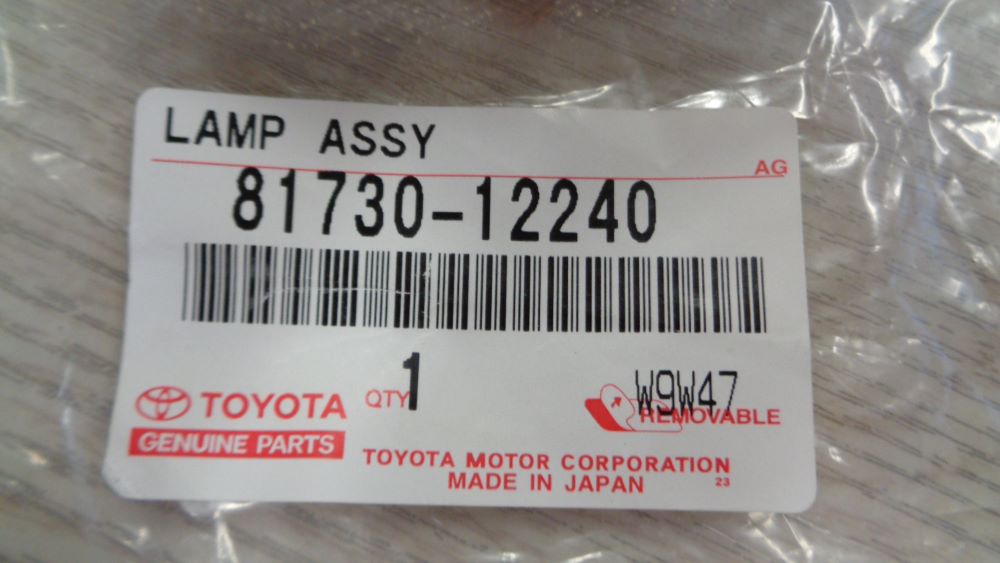 LAMP ASSY
AG
81730-12240
QTY 1
W9W47
REMOVABLE
TOYOTA
GENUINE PARTS
TOYOTA MOTOR CORPORATION
MADE IN JAPAN
23